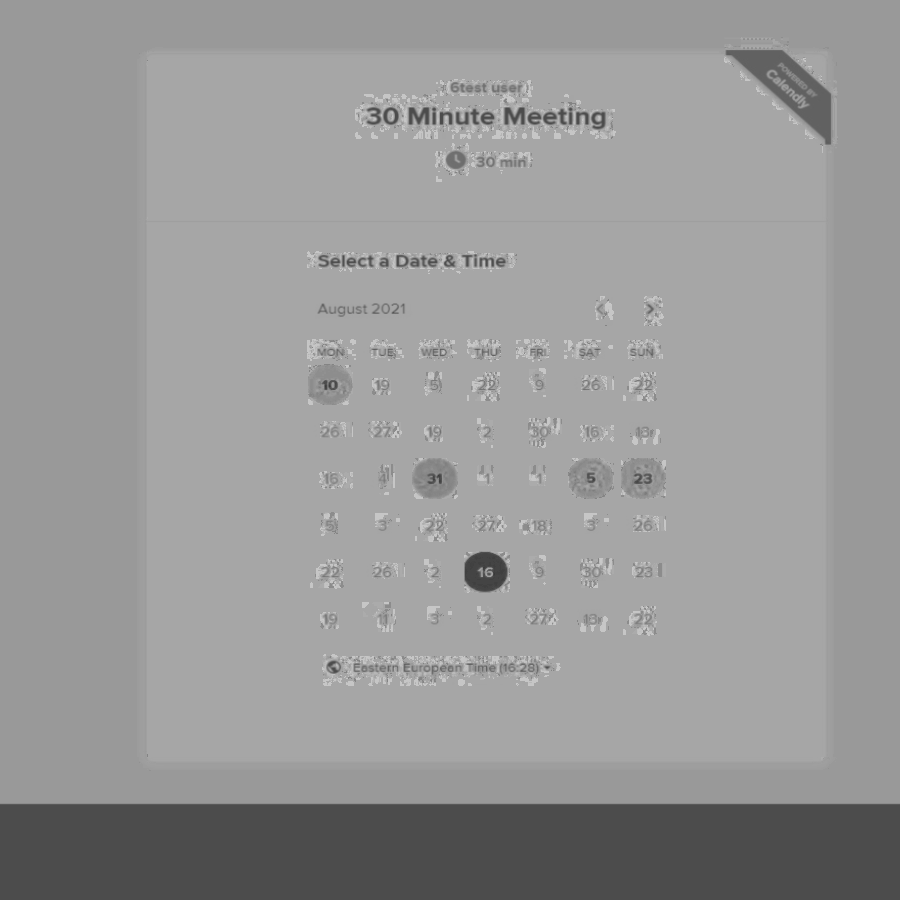 POWERED BY
Calendly
6test user
30 Minute Meeting
30 min
Select a Date & Time
August 2021
MON TUE WED THU FRI SAT SUN
10 19 5 22 9 26 22
26 27 19 2 30 16 18
16 4 31 1 1 5 23
5 3 22 27 18 3 26
22 26 2 16 9 30 23
19 11 3 2 27 18 22
Eastern European Time (16:28)